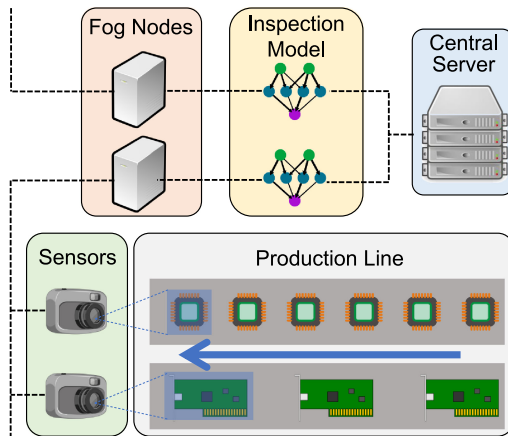 Fog Nodes
Inspection
Model
Central
Server
Sensors
Production Line